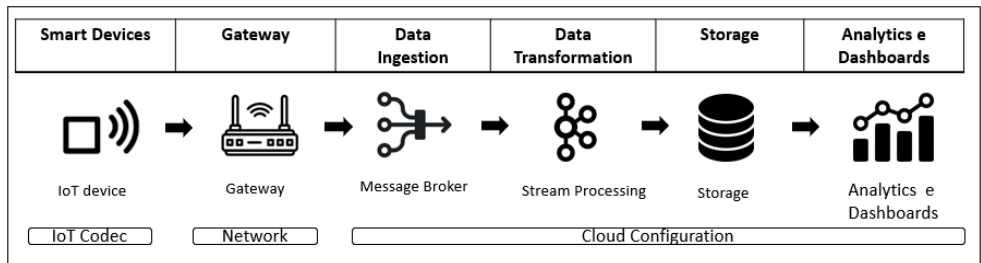 Smart Devices
Gateway
Data
Ingestion
Data
Transformation
Storage
Analytics e
Dashboards
IoT device
Gateway
Message Broker
Stream Processing
Storage
Analytics e
Dashboards
IoT Codec
Network
Cloud Configuration